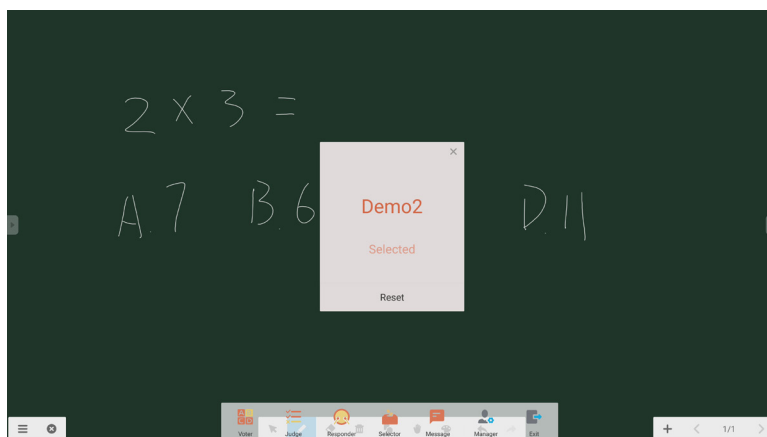 2 × 3 =
A.7 B.6 D.11
×
Demo2
Selected
Reset
Voter Judge Responder Selector Message Manager Exit
1/1